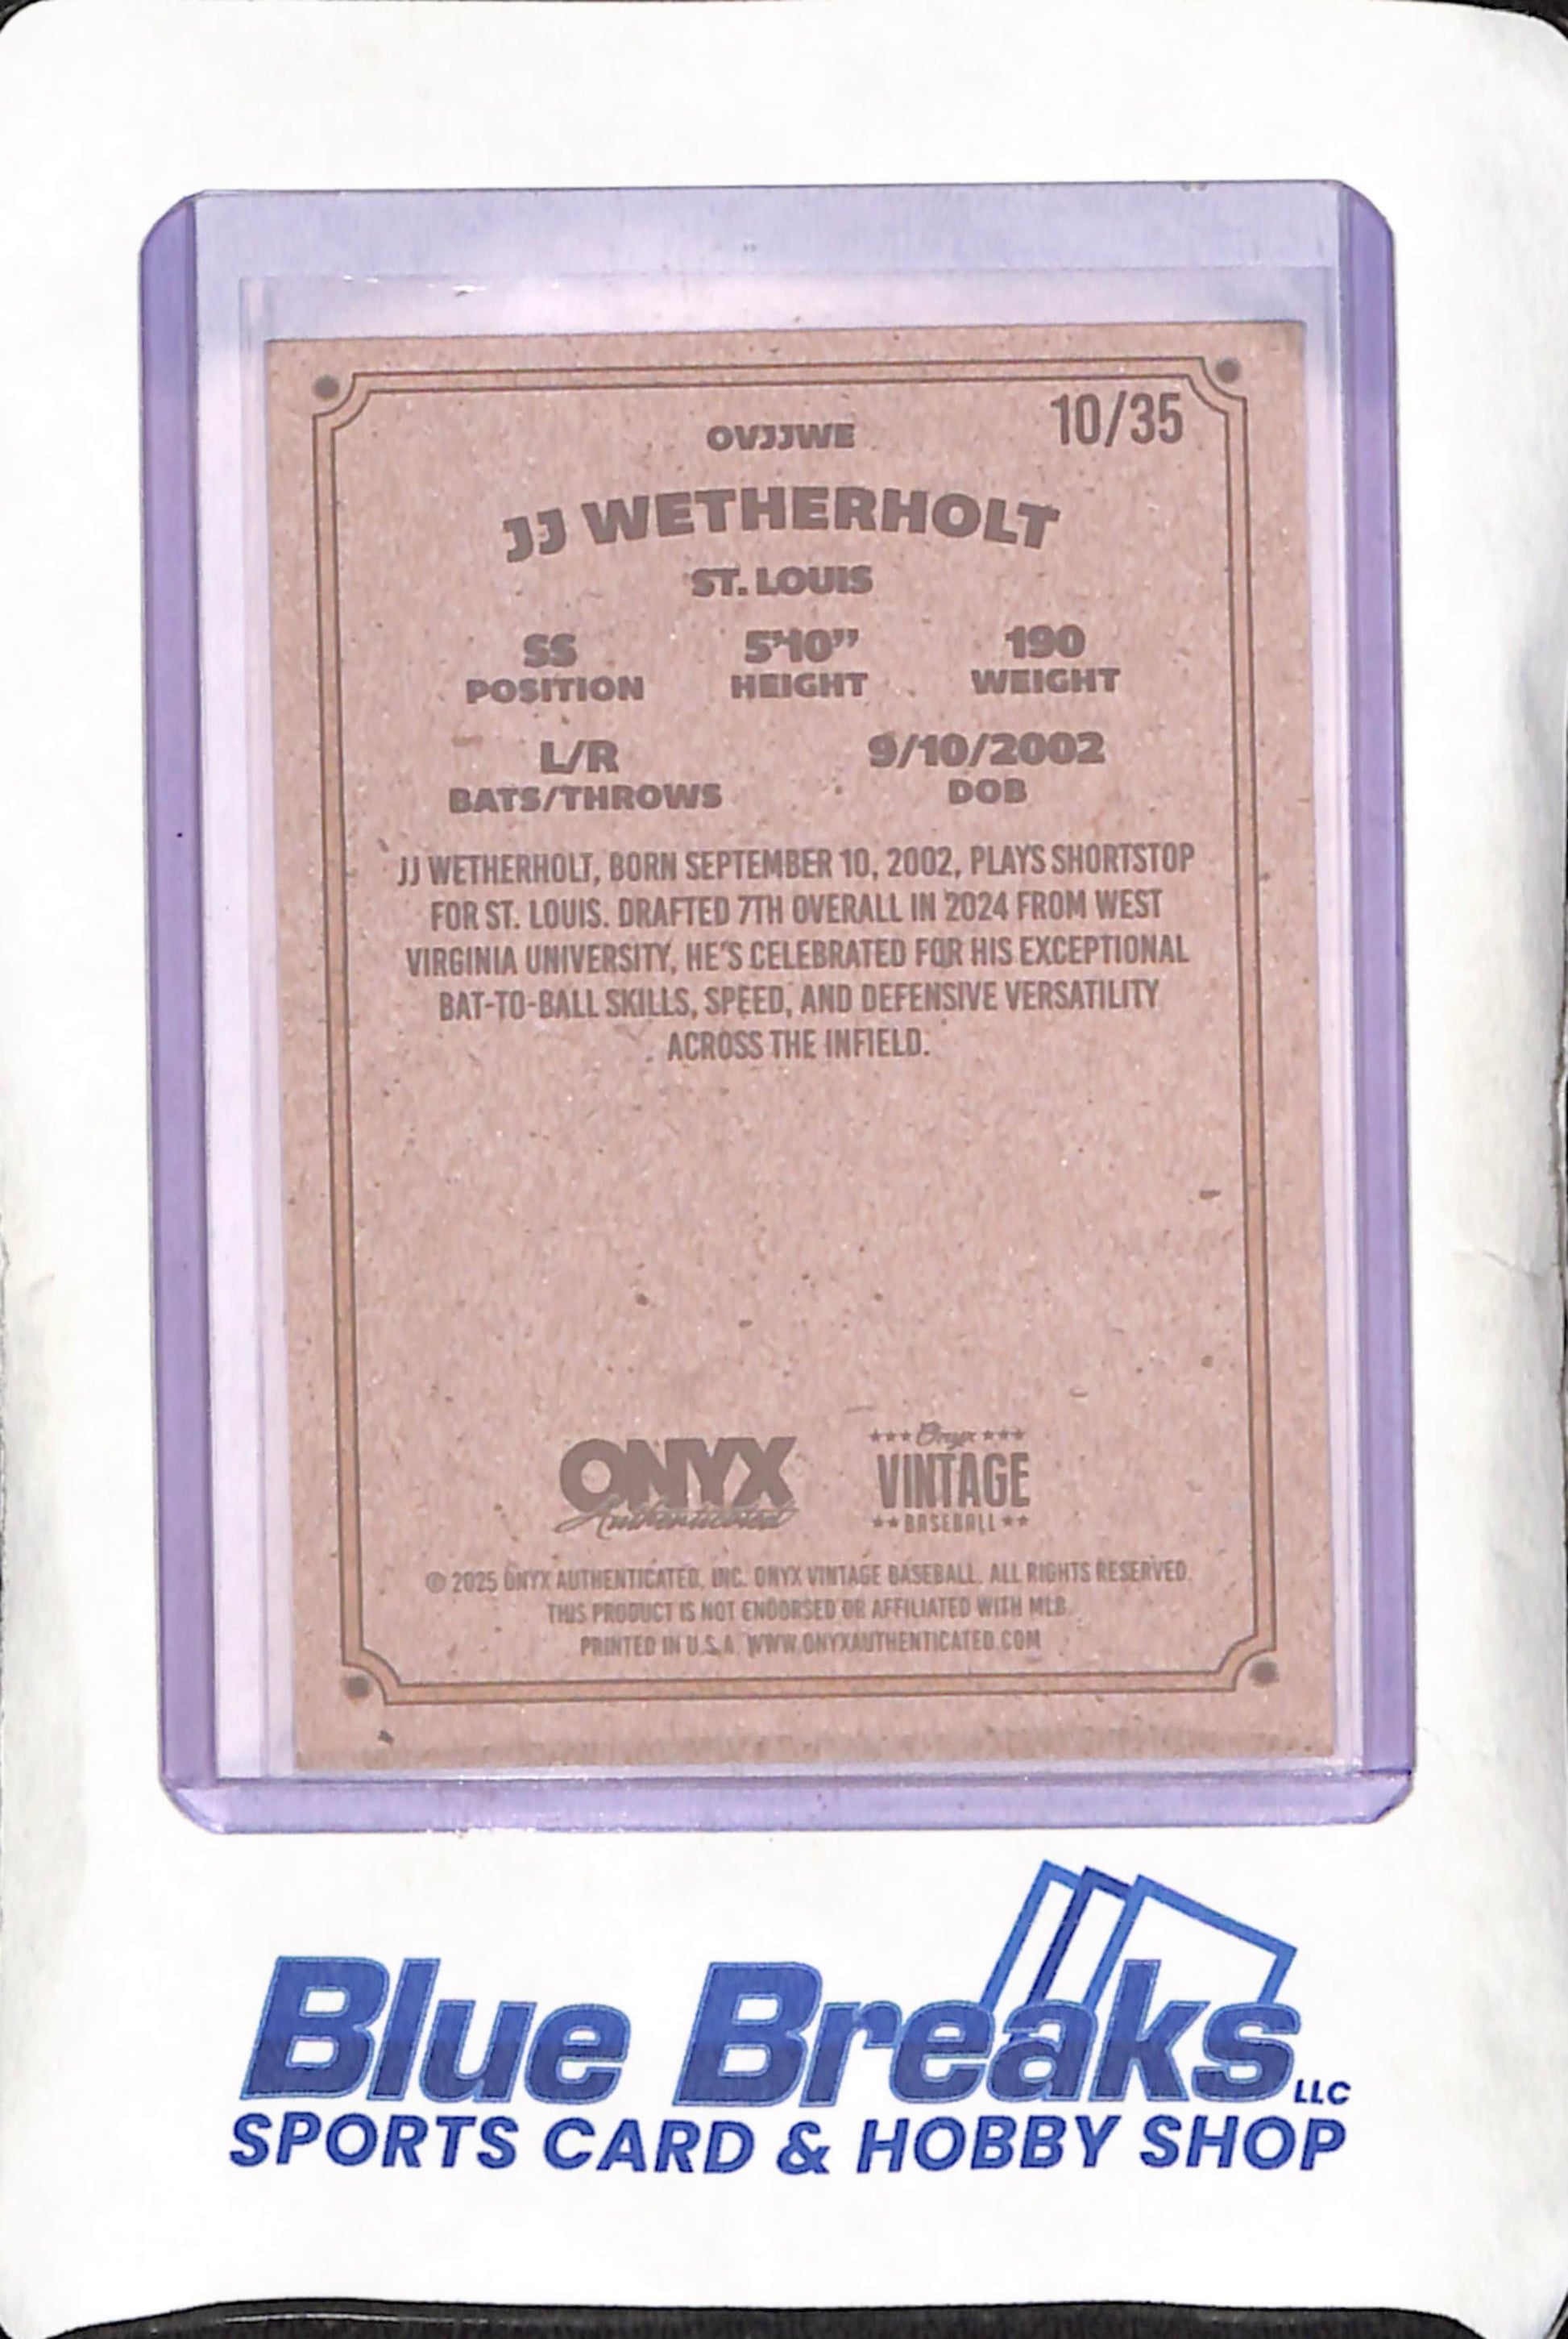 OVJJWE
10/35
JJ WETHERHOLT
ST. LOUIS
SS 5'10" 190
POSITION HEIGHT WEIGHT
L/R 9/10/2002
BATS/THROWS DOB
JJ WETHERHOLT, BORN SEPTEMBER 10, 2002, PLAYS SHORTSTOP
FOR ST. LOUIS. DRAFTED 7TH OVERALL IN 2024 FROM WEST
VIRGINIA UNIVERSITY, HE'S CELEBRATED FOR HIS EXCEPTIONAL
BAT-TO-BALL SKILLS, SPEED, AND DEFENSIVE VERSATILITY
ACROSS THE INFIELD.
ONYX
Authenticated
Onyx
VINTAGE
BASEBALL
© 2025 ONYX AUTHENTICATED, INC. ONYX VINTAGE BASEBALL. ALL RIGHTS RESERVED.
THIS PRODUCT IS NOT ENDORSED OR AFFILIATED WITH MLB.
PRINTED IN U.S.A. WWW.ONYXAUTHENTICATED.COM
Blue Breaks LLC
SPORTS CARD & HOBBY SHOP